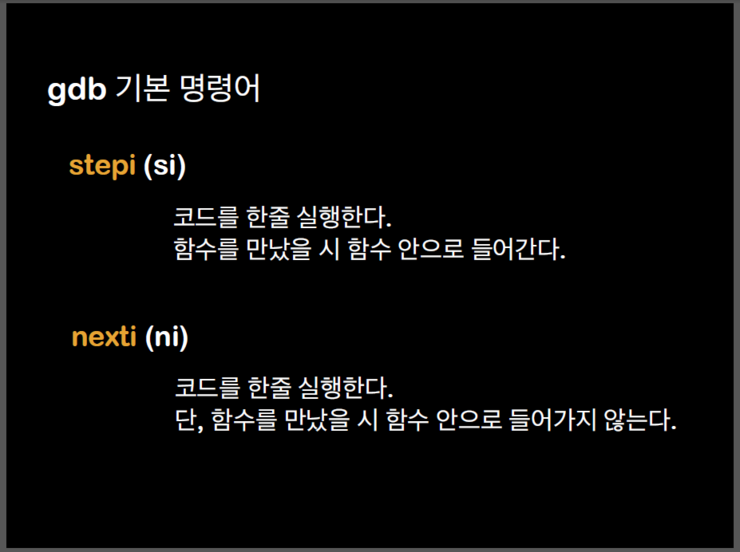 gdb 기본 명령어
stepi (si)
코드를 한줄 실행한다.
함수를 만났을 시 함수 안으로 들어간다.
nexti (ni)
코드를 한줄 실행한다.
단, 함수를 만났을 시 함수 안으로 들어가지 않는다.